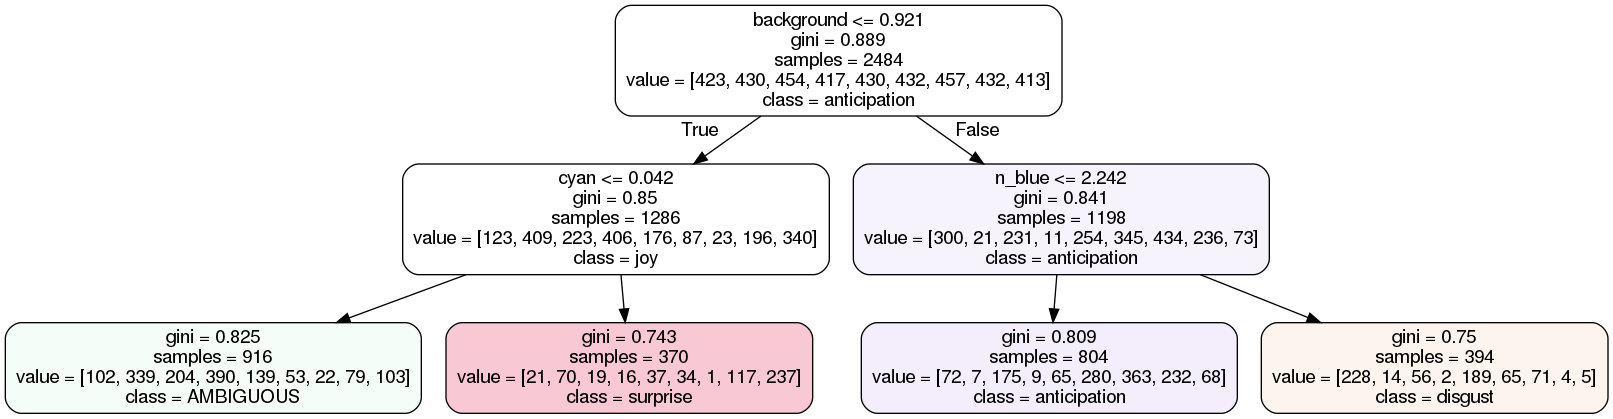 background <= 0.921
gini = 0.889
samples = 2484
value = [423, 430, 454, 417, 430, 432, 457, 432, 413]
class = anticipation
True
False
cyan <= 0.042
gini = 0.85
samples = 1286
value = [123, 409, 223, 406, 176, 87, 23, 196, 340]
class = joy
n_blue <= 2.242
gini = 0.841
samples = 1198
value = [300, 21, 231, 11, 254, 345, 434, 236, 73]
class = anticipation
gini = 0.825
samples = 916
value = [102, 339, 204, 390, 139, 53, 22, 79, 103]
class = AMBIGUOUS
gini = 0.743
samples = 370
value = [21, 70, 19, 16, 37, 34, 1, 117, 237]
class = surprise
gini = 0.809
samples = 804
value = [72, 7, 175, 9, 65, 280, 363, 232, 68]
class = anticipation
gini = 0.75
samples = 394
value = [228, 14, 56, 2, 189, 65, 71, 4, 5]
class = disgust